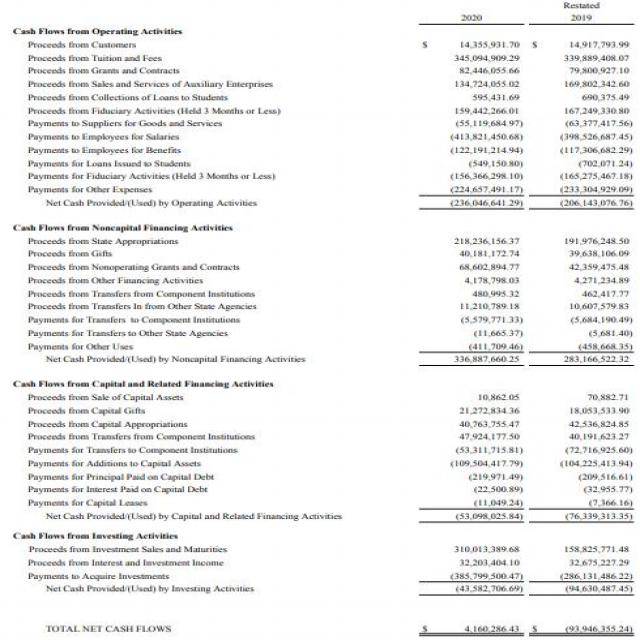 Restated
2020 2019
Cash Flows from Operating Activities
Proceeds from Customers $ 14,355,931.70 $ 14,917,793.99
Proceeds from Tuition and Fees 345,094,909.29 339,889,408.07
Proceeds from Grants and Contracts 82,446,055.66 79,800,927.10
Proceeds from Sales and Services of Auxiliary Enterprises 134,724,055.02 169,802,342.60
Proceeds from Collections of Loans to Students 595,431.69 690,375.49
Proceeds from Fiduciary Activities (Held 3 Months or Less) 159,442,266.01 167,249,330.80
Payments to Suppliers for Goods and Services (55,119,684.97) (63,377,417.56)
Payments to Employees for Salaries (413,821,450.68) (398,526,687.45)
Payments to Employees for Benefits (122,191,214.94) (117,306,682.29)
Payments for Loans Issued to Students (549,150.80) (702,071.24)
Payments for Fiduciary Activities (Held 3 Months or Less) (156,366,298.10) (165,275,467.18)
Payments for Other Expenses (224,657,491.17) (233,304,929.09)
Net Cash Provided/(Used) by Operating Activities (236,046,641.29) (206,143,076.76)
Cash Flows from Noncapital Financing Activities
Proceeds from State Appropriations 218,236,156.37 191,976,248.50
Proceeds from Gifts 40,181,172.74 39,638,106.09
Proceeds from Nonoperating Grants and Contracts 68,602,894.77 42,359,475.48
Proceeds from Other Financing Activities 4,178,798.03 4,271,234.89
Proceeds from Transfers from Component Institutions 480,995.32 462,417.77
Proceeds from Transfers In from Other State Agencies 11,210,789.18 10,607,579.83
Payments for Transfers to Component Institutions (5,579,771.33) (5,684,190.49)
Payments for Transfers to Other State Agencies (11,665.37) (5,681.40)
Payments for Other Uses (411,709.46) (458,668.35)
Net Cash Provided/(Used) by Noncapital Financing Activities 336,887,660.25 283,166,522.32
Cash Flows from Capital and Related Financing Activities
Proceeds from Sale of Capital Assets 10,862.05 70,882.71
Proceeds from Capital Gifts 21,272,834.36 18,053,533.90
Proceeds from Capital Appropriations 40,763,755.47 42,536,824.85
Proceeds from Transfers from Component Institutions 47,924,177.50 40,191,623.27
Payments for Transfers to Component Institutions (53,311,715.81) (72,716,925.60)
Payments for Additions to Capital Assets (109,504,417.79) (104,225,413.94)
Payments for Principal Paid on Capital Debt (219,971.49) (209,516.61)
Payments for Interest Paid on Capital Debt (22,500.89) (32,955.77)
Payments for Capital Leases (11,049.24) (7,366.16)
Net Cash Provided/(Used) by Capital and Related Financing Activities (53,098,025.84) (76,339,313.35)
Cash Flows from Investing Activities
Proceeds from Investment Sales and Maturities 310,013,389.68 158,825,771.48
Proceeds from Interest and Investment Income 32,203,404.10 32,675,227.29
Payments to Acquire Investments (385,799,500.47) (286,131,486.22)
Net Cash Provided/(Used) by Investing Activities (43,582,706.69) (94,630,487.45)
TOTAL NET CASH FLOWS $ 4,160,286.43 $ (93,946,355.24)